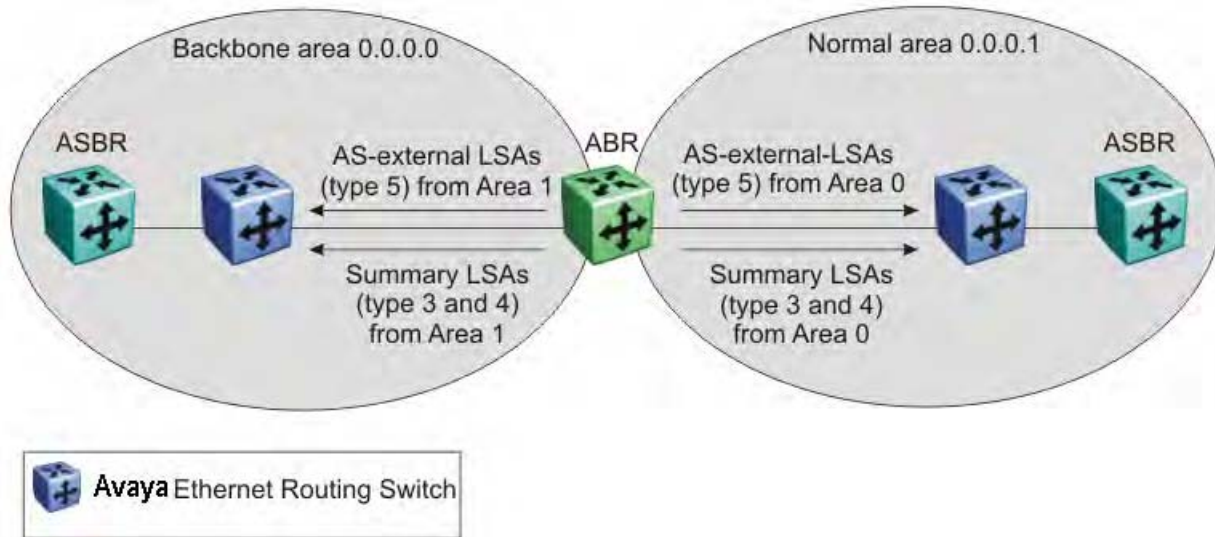 Backbone area 0.0.0.0
Normal area 0.0.0.1
ASBR
AS-external LSAs
(type 5) from Area 1
ABR
AS-external-LSAs
(type 5) from Area 0
ASBR
Summary LSAs
(type 3 and 4)
from Area 1
Summary LSAs
(type 3 and 4)
from Area 0
Avaya Ethernet Routing Switch